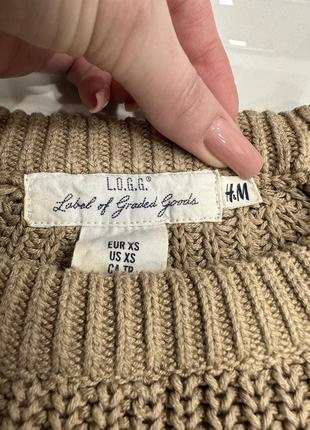 L.O.G.G.®
Label of Graded Goods
H&M
EUR XS
US XS
CA TP